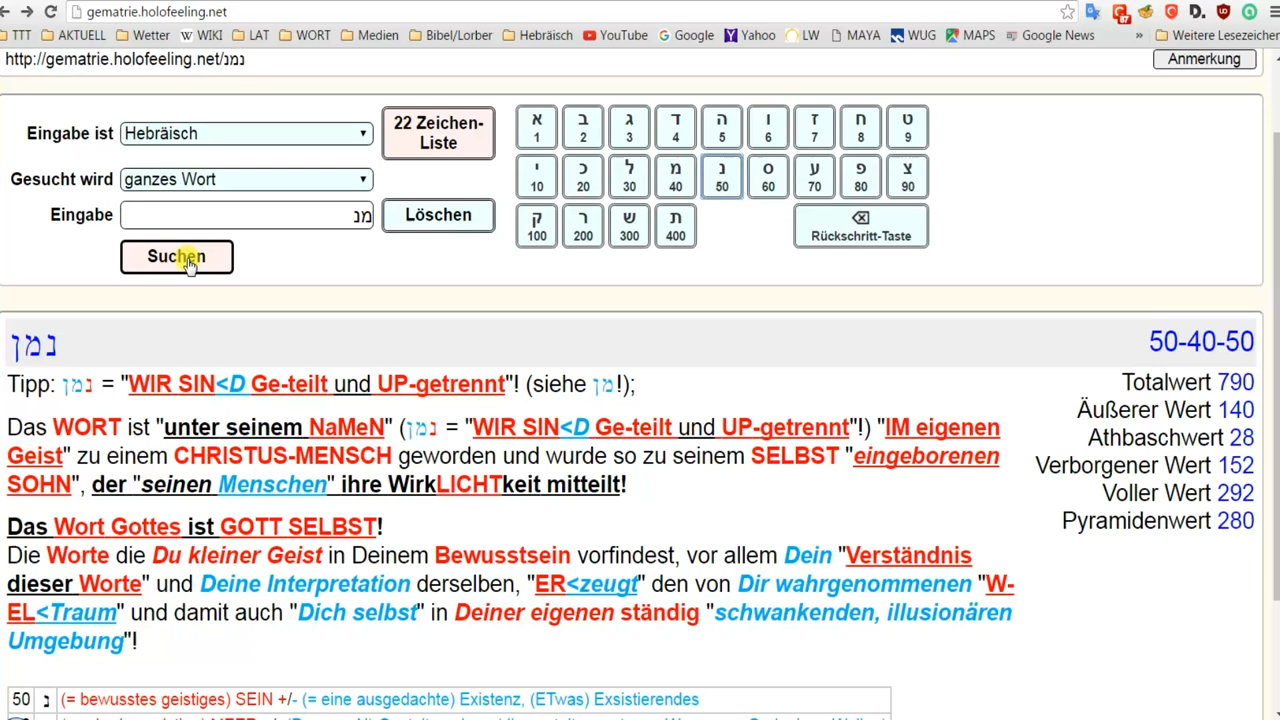 gematrie.holofeeling.net
TTT AKTUELL Wetter WIKI LAT WORT Medien Bibel/Lorber Hebräisch YouTube Google Yahoo LW MAYA WUG MAPS Google News » Weitere Lesezeichen
http://gematrie.holofeeling.net/נמנ Anmerkung
Eingabe ist Hebräisch
22 Zeichen-Liste
Gesucht wird ganzes Wort
Eingabe מנ Löschen
Suchen
א ב ג ד ה ו ז ח ט
1 2 3 4 5 6 7 8 9
י כ ל מ נ ס ע פ צ
10 20 30 40 50 60 70 80 90
ק ר ש ת
100 200 300 400 Rückschritt-Taste
נמן 50-40-50
Tipp: נמן = "WIR SIN<D Ge-teilt und UP-getrennt"! (siehe מן!);
Totalwert 790
Äußerer Wert 140
Athbaschwert 28
Verborgener Wert 152
Voller Wert 292
Pyramidenwert 280
Das WORT ist "unter seinem NaMeN" (נמן = "WIR SIN<D Ge-teilt und UP-getrennt"!) "IM eigenen
Geist" zu einem CHRISTUS-MENSCH geworden und wurde so zu seinem SELBST "eingeborenen
SOHN", der "seinen Menschen" ihre WirkLICHTkeit mitteilt!
Das Wort Gottes ist GOTT SELBST!
Die Worte die Du kleiner Geist in Deinem Bewusstsein vorfindest, vor allem Dein "Verständnis
dieser Worte" und Deine Interpretation derselben, "ER<zeugt" den von Dir wahrgenommenen "W-
EL<Traum" und damit auch "Dich selbst" in Deiner eigenen ständig "schwankenden, illusionären
Umgebung"!
50 נ (= bewusstes geistiges) SEIN +/- (= eine ausgedachte) Existenz, (ETwas) Exsistierendes